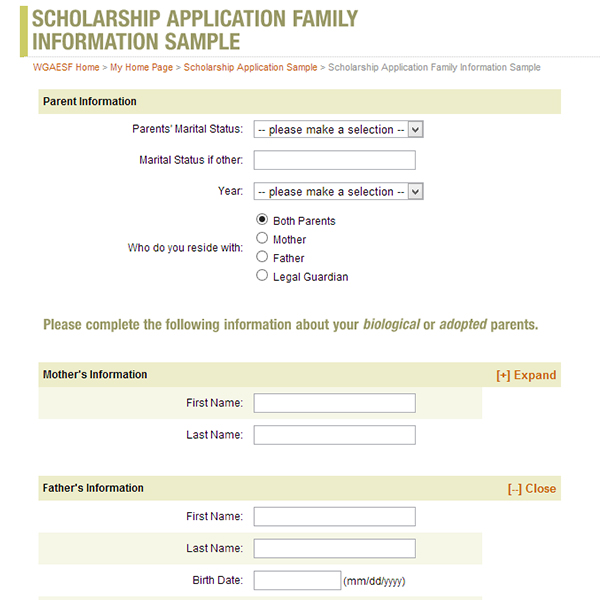 SCHOLARSHIP APPLICATION FAMILY
INFORMATION SAMPLE
WGAESF Home > My Home Page > Scholarship Application Sample > Scholarship Application Family Information Sample
Parent Information
Parents' Marital Status: -- please make a selection --
Marital Status if other:
Year: -- please make a selection --
Who do you reside with:
Both Parents
Mother
Father
Legal Guardian
Please complete the following information about your biological or adopted parents.
Mother's Information [+] Expand
First Name:
Last Name:
Father's Information [--] Close
First Name:
Last Name:
Birth Date: (mm/dd/yyyy)